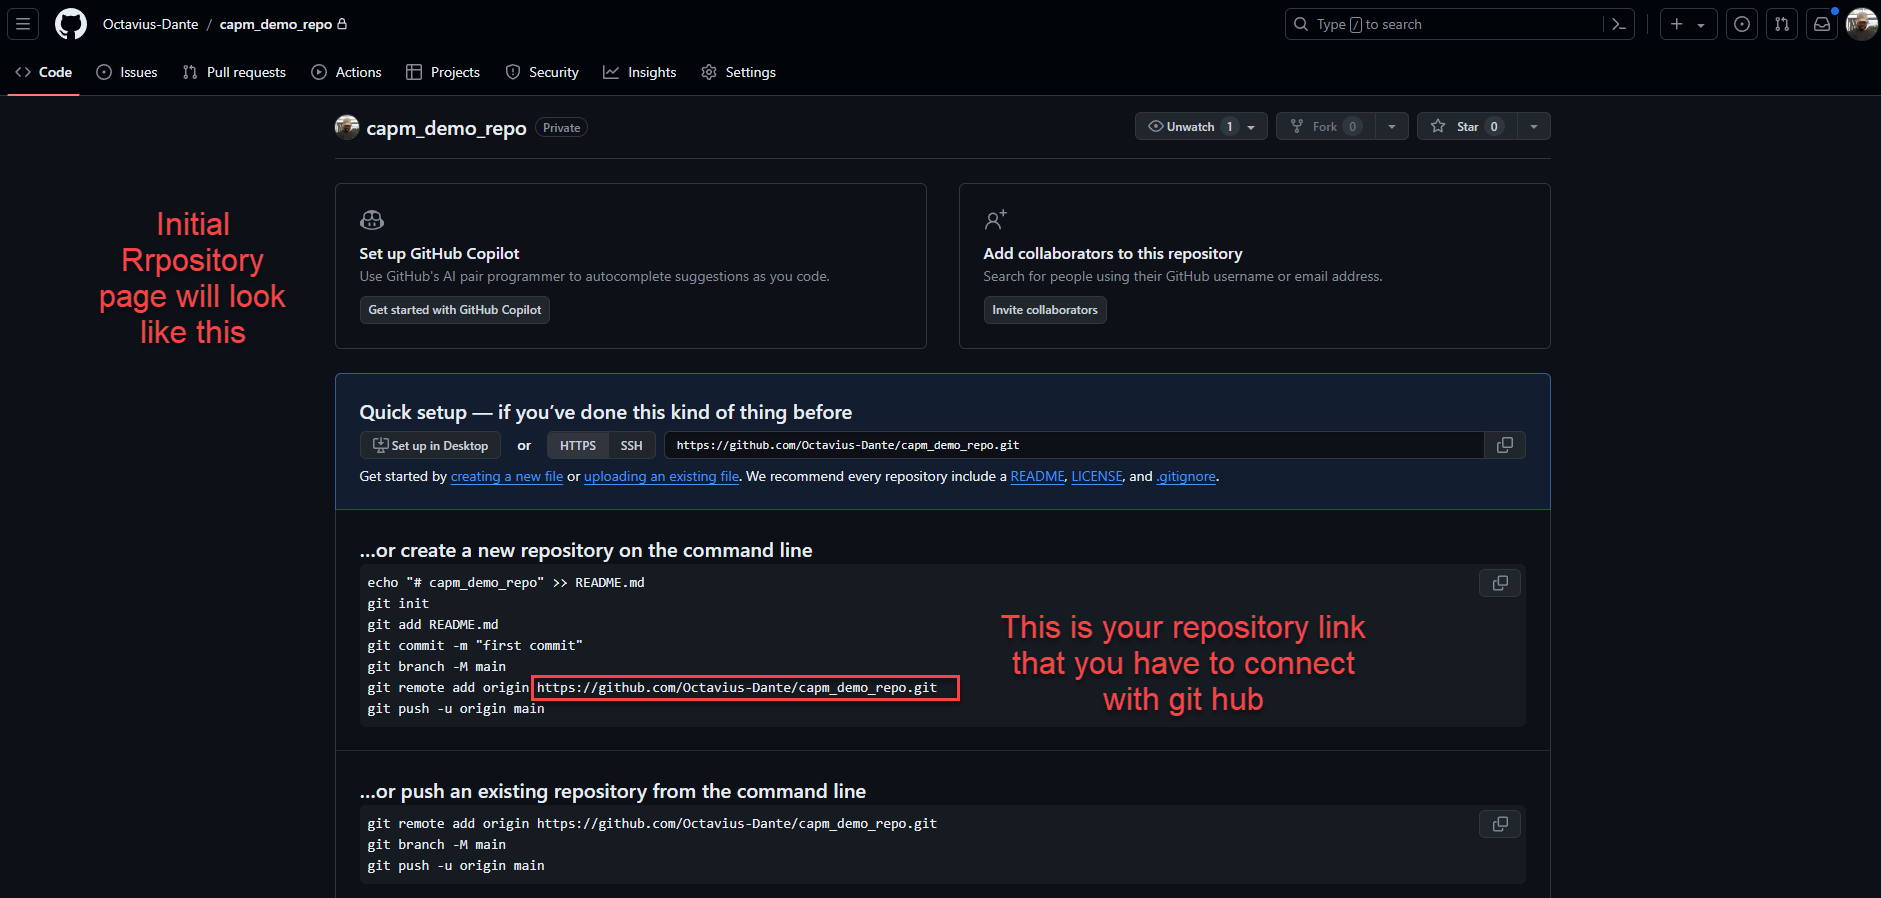 Octavius-Dante / capm_demo_repo
Type / to search
Code Issues Pull requests Actions Projects Security Insights Settings
capm_demo_repo Private
Unwatch 1 Fork 0 Star 0
Initial
Rrpository
page will look
like this
Set up GitHub Copilot
Use GitHub's AI pair programmer to autocomplete suggestions as you code.
Get started with GitHub Copilot
Add collaborators to this repository
Search for people using their GitHub username or email address.
Invite collaborators
Quick setup — if you’ve done this kind of thing before
Set up in Desktop or HTTPS SSH https://github.com/Octavius-Dante/capm_demo_repo.git
Get started by creating a new file or uploading an existing file. We recommend every repository include a README, LICENSE, and .gitignore.
…or create a new repository on the command line
echo "# capm_demo_repo" >> README.md
git init
git add README.md
git commit -m "first commit"
git branch -M main
git remote add origin https://github.com/Octavius-Dante/capm_demo_repo.git
git push -u origin main
This is your repository link
that you have to connect
with git hub
…or push an existing repository from the command line
git remote add origin https://github.com/Octavius-Dante/capm_demo_repo.git
git branch -M main
git push -u origin main